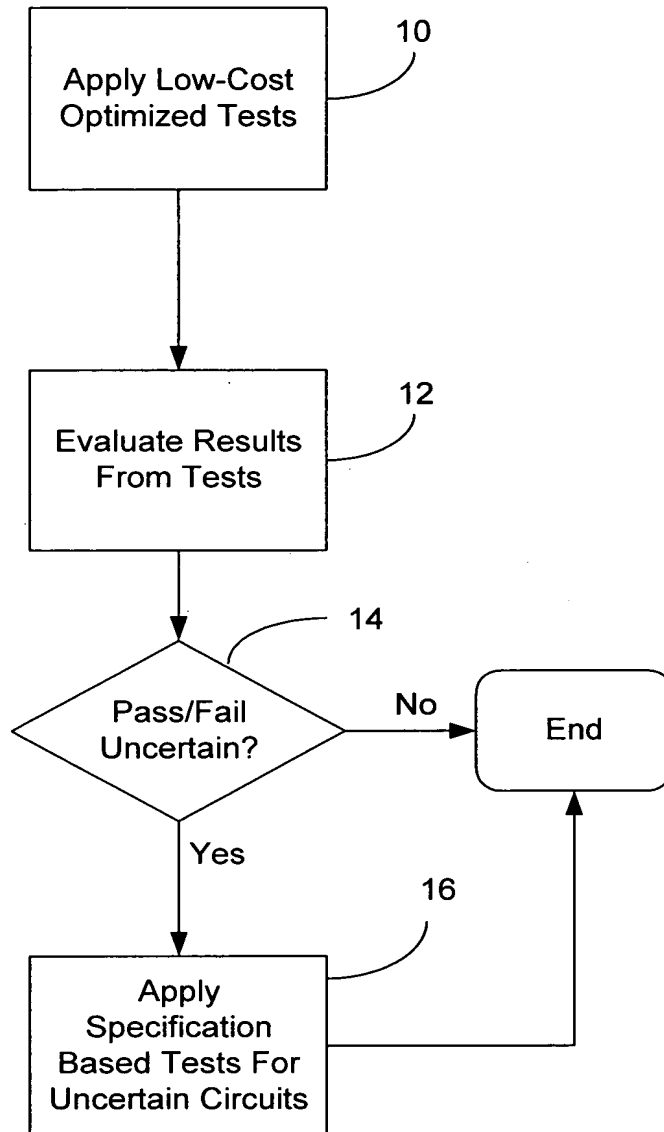 10
Apply Low-Cost
Optimized Tests
12
Evaluate Results
From Tests
14
Pass/Fail
Uncertain?
No
End
Yes
16
Apply
Specification
Based Tests For
Uncertain Circuits